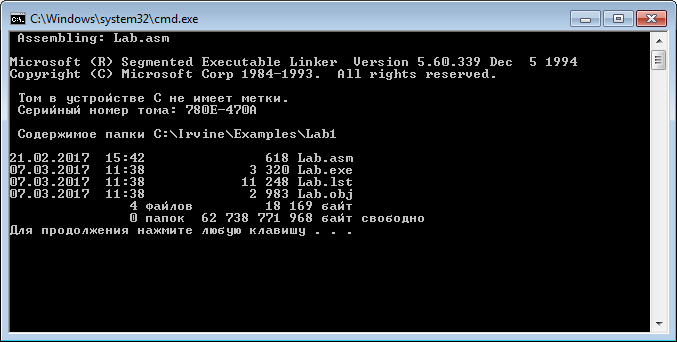 C:\Windows\system32\cmd.exe
Assembling: Lab.asm
Microsoft (R) Segmented Executable Linker  Version 5.60.339 Dec  5 1994
Copyright (C) Microsoft Corp 1984-1993.  All rights reserved.
Том в устройстве C не имеет метки.
Серийный номер тома: 780E-470A
Содержимое папки C:\Irvine\Examples\Lab1
21.02.2017  15:42               618 Lab.asm
07.03.2017  11:38             3 320 Lab.exe
07.03.2017  11:38            11 248 Lab.lst
07.03.2017  11:38             2 983 Lab.obj
4 файлов         18 169 байт
0 папок  62 738 771 968 байт свободно
Для продолжения нажмите любую клавишу . . .